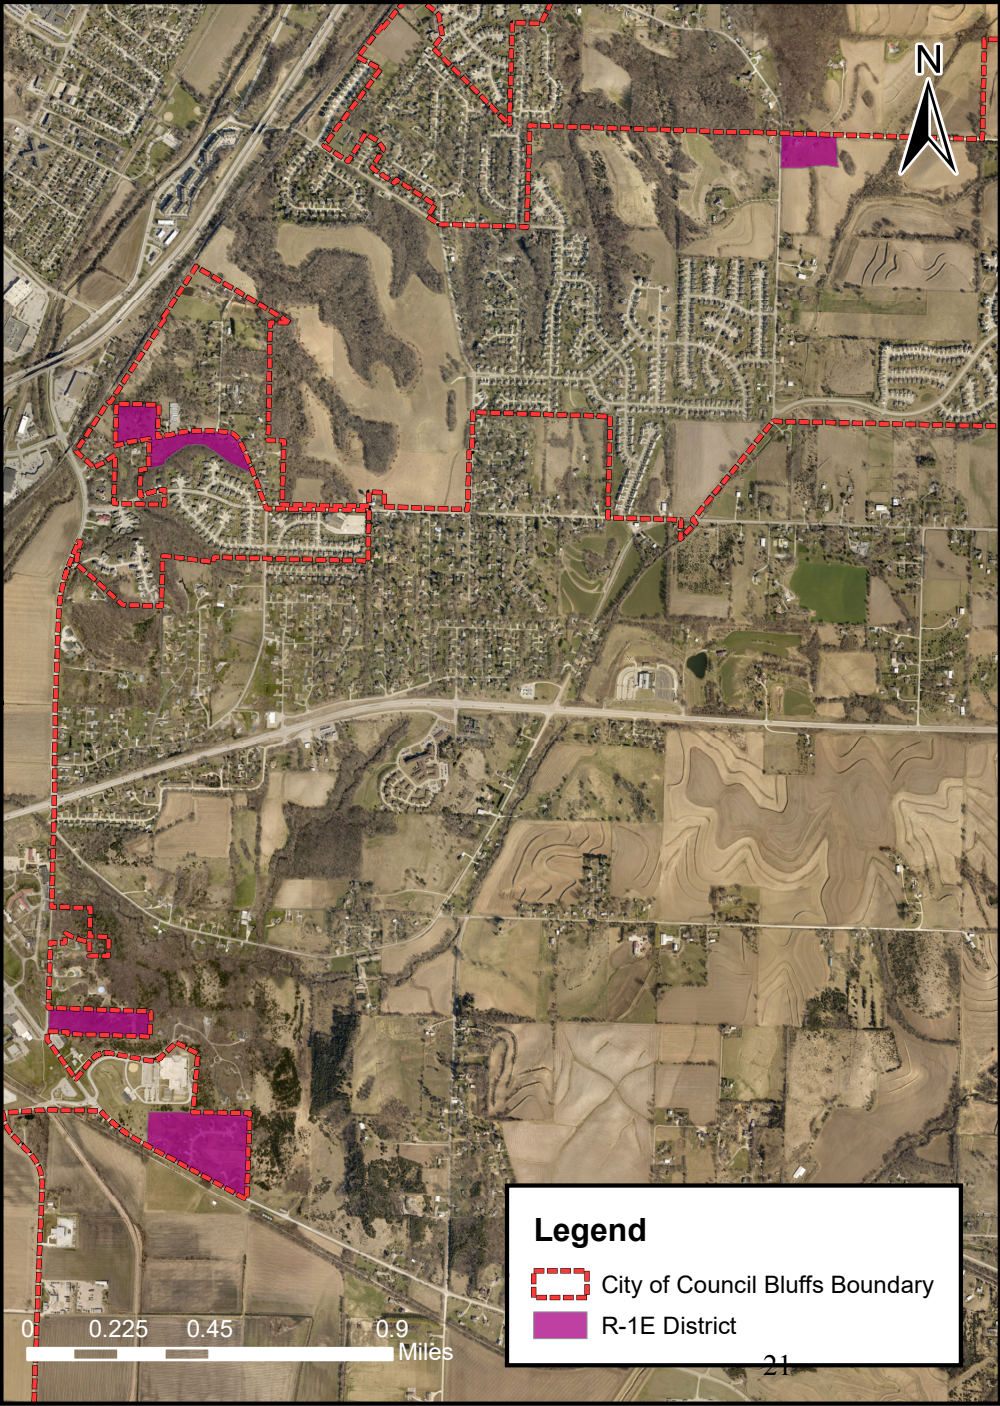 N
Legend
City of Council Bluffs Boundary
R-1E District
0 0.225 0.45 0.9
Miles
21